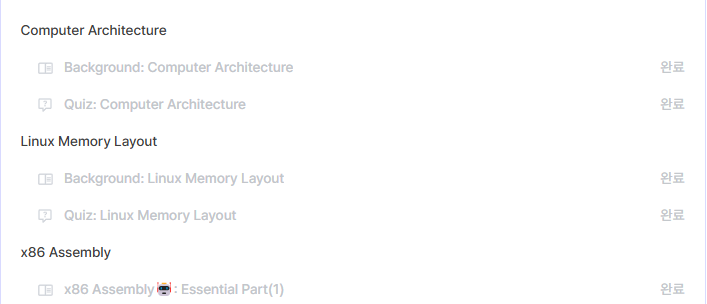 Computer Architecture
Background: Computer Architecture 완료
Quiz: Computer Architecture 완료
Linux Memory Layout
Background: Linux Memory Layout 완료
Quiz: Linux Memory Layout 완료
x86 Assembly
x86 Assembly🤖: Essential Part(1) 완료